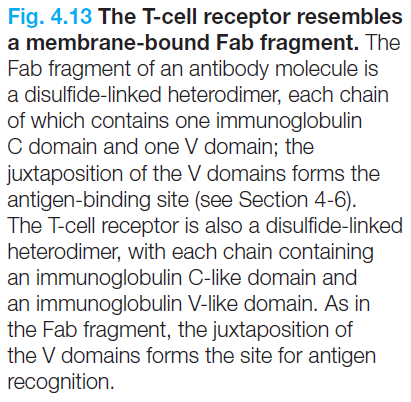 Fig. 4.13 The T-cell receptor resembles
a membrane-bound Fab fragment. The
Fab fragment of an antibody molecule is
a disulfide-linked heterodimer, each chain
of which contains one immunoglobulin
C domain and one V domain; the
juxtaposition of the V domains forms the
antigen-binding site (see Section 4-6).
The T-cell receptor is also a disulfide-linked
heterodimer, with each chain containing
an immunoglobulin C-like domain and
an immunoglobulin V-like domain. As in
the Fab fragment, the juxtaposition of
the V domains forms the site for antigen
recognition.